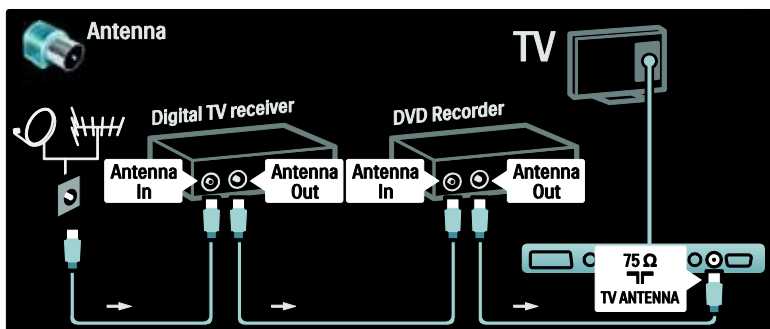 Antenna
TV
Digital TV receiver
DVD Recorder
Antenna
In
Antenna
Out
Antenna
In
Antenna
Out
75 Ω
TV ANTENNA